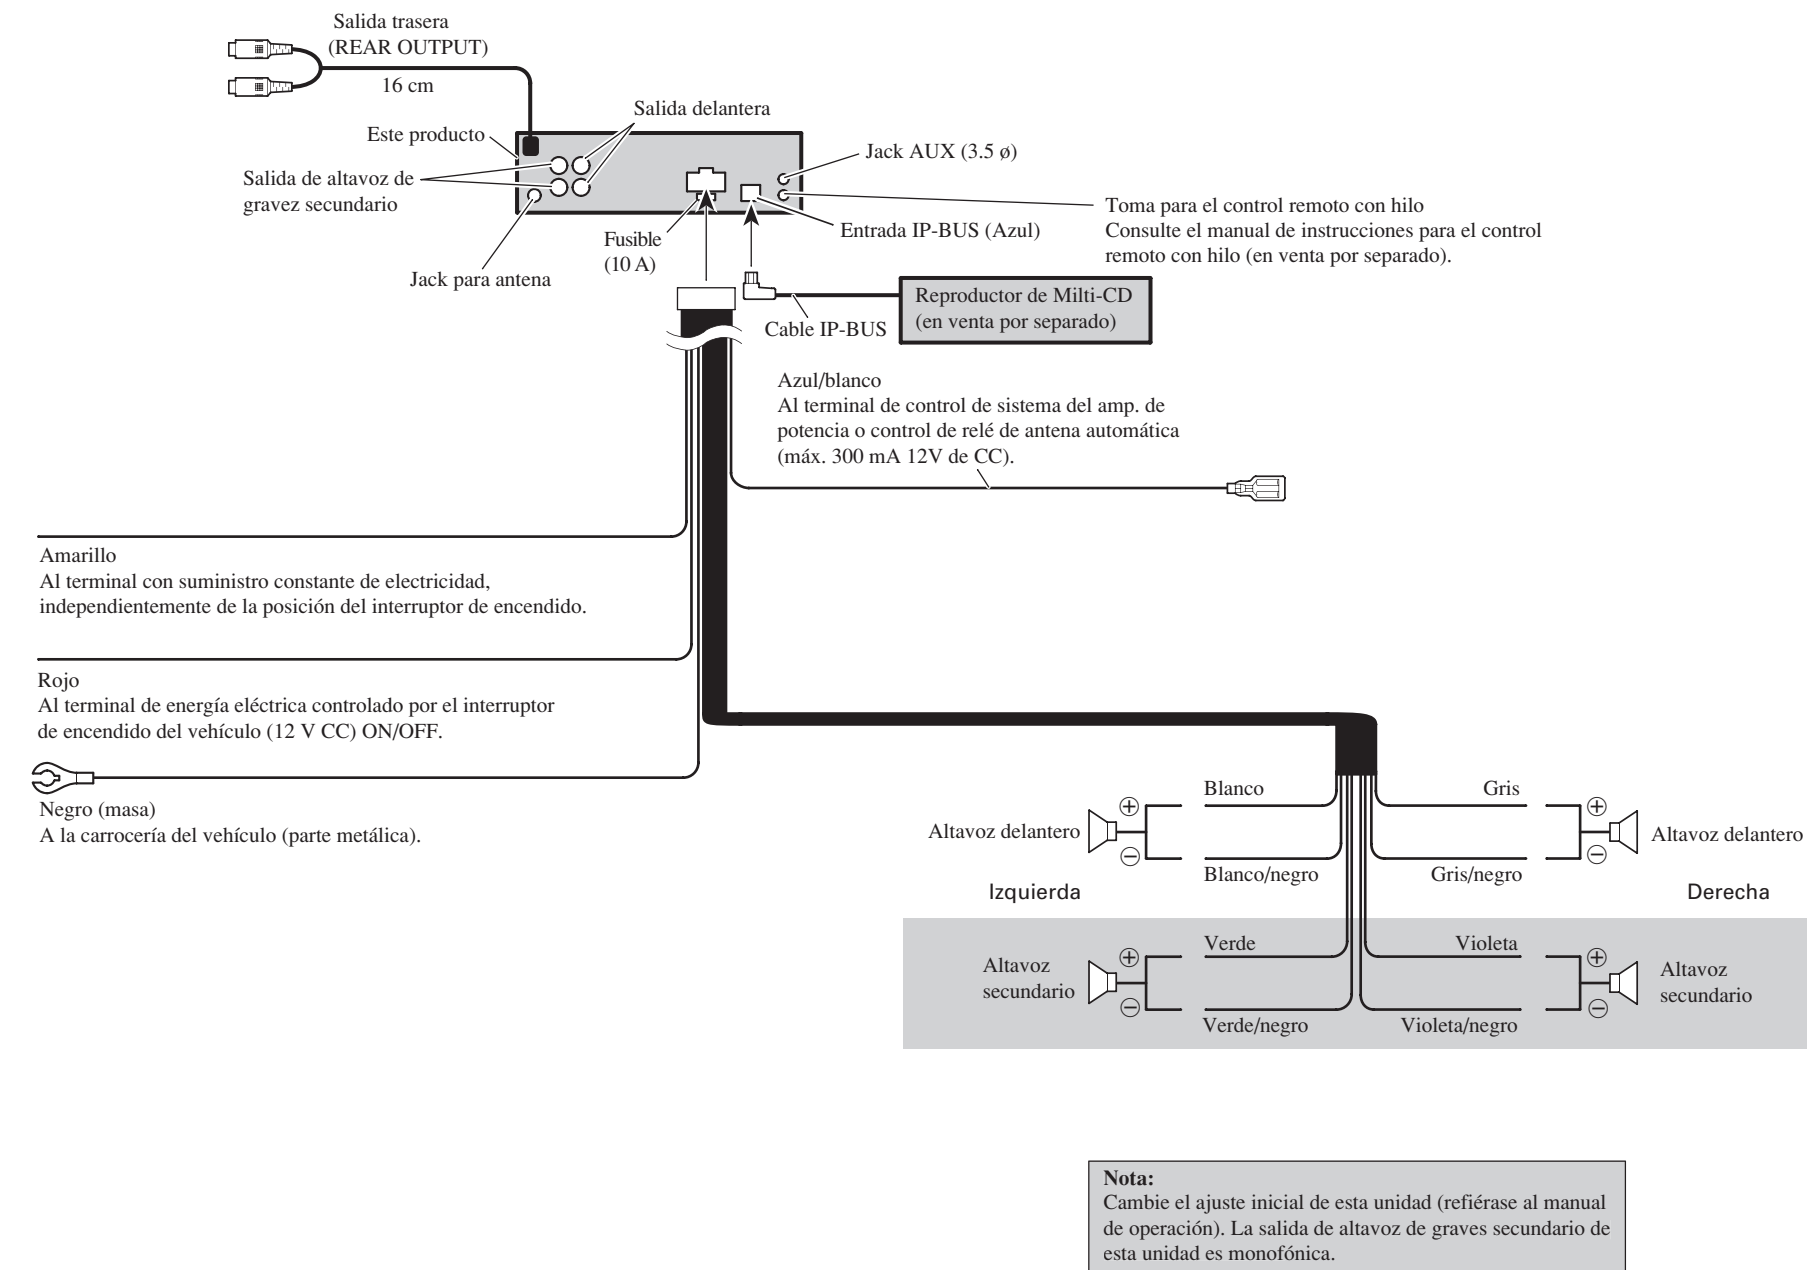 Salida trasera
(REAR OUTPUT)
16 cm
Salida delantera
Este producto
Jack AUX (3.5 ø)
Salida de altavoz de
gravez secundario
Toma para el control remoto con hilo
Consulte el manual de instrucciones para el control
remoto con hilo (en venta por separado).
Entrada IP-BUS (Azul)
Fusible
(10 A)
Jack para antena
Reproductor de Milti-CD
(en venta por separado)
Cable IP-BUS
Azul/blanco
Al terminal de control de sistema del amp. de
potencia o control de relé de antena automática
(máx. 300 mA 12V de CC).
Amarillo
Al terminal con suministro constante de electricidad,
independientemente de la posición del interruptor de encendido.
Rojo
Al terminal de energía eléctrica controlado por el interruptor
de encendido del vehículo (12 V CC) ON/OFF.
Negro (masa)
A la carrocería del vehículo (parte metálica).
Blanco
Gris
⊕
⊕
Altavoz delantero
Altavoz delantero
⊖
⊖
Blanco/negro
Gris/negro
Izquierda
Derecha
Verde
Violeta
⊕
⊕
Altavoz
secundario
Altavoz
secundario
⊖
⊖
Verde/negro
Violeta/negro
Nota:
Cambie el ajuste inicial de esta unidad (refiérase al manual
de operación). La salida de altavoz de graves secundario de
esta unidad es monofónica.